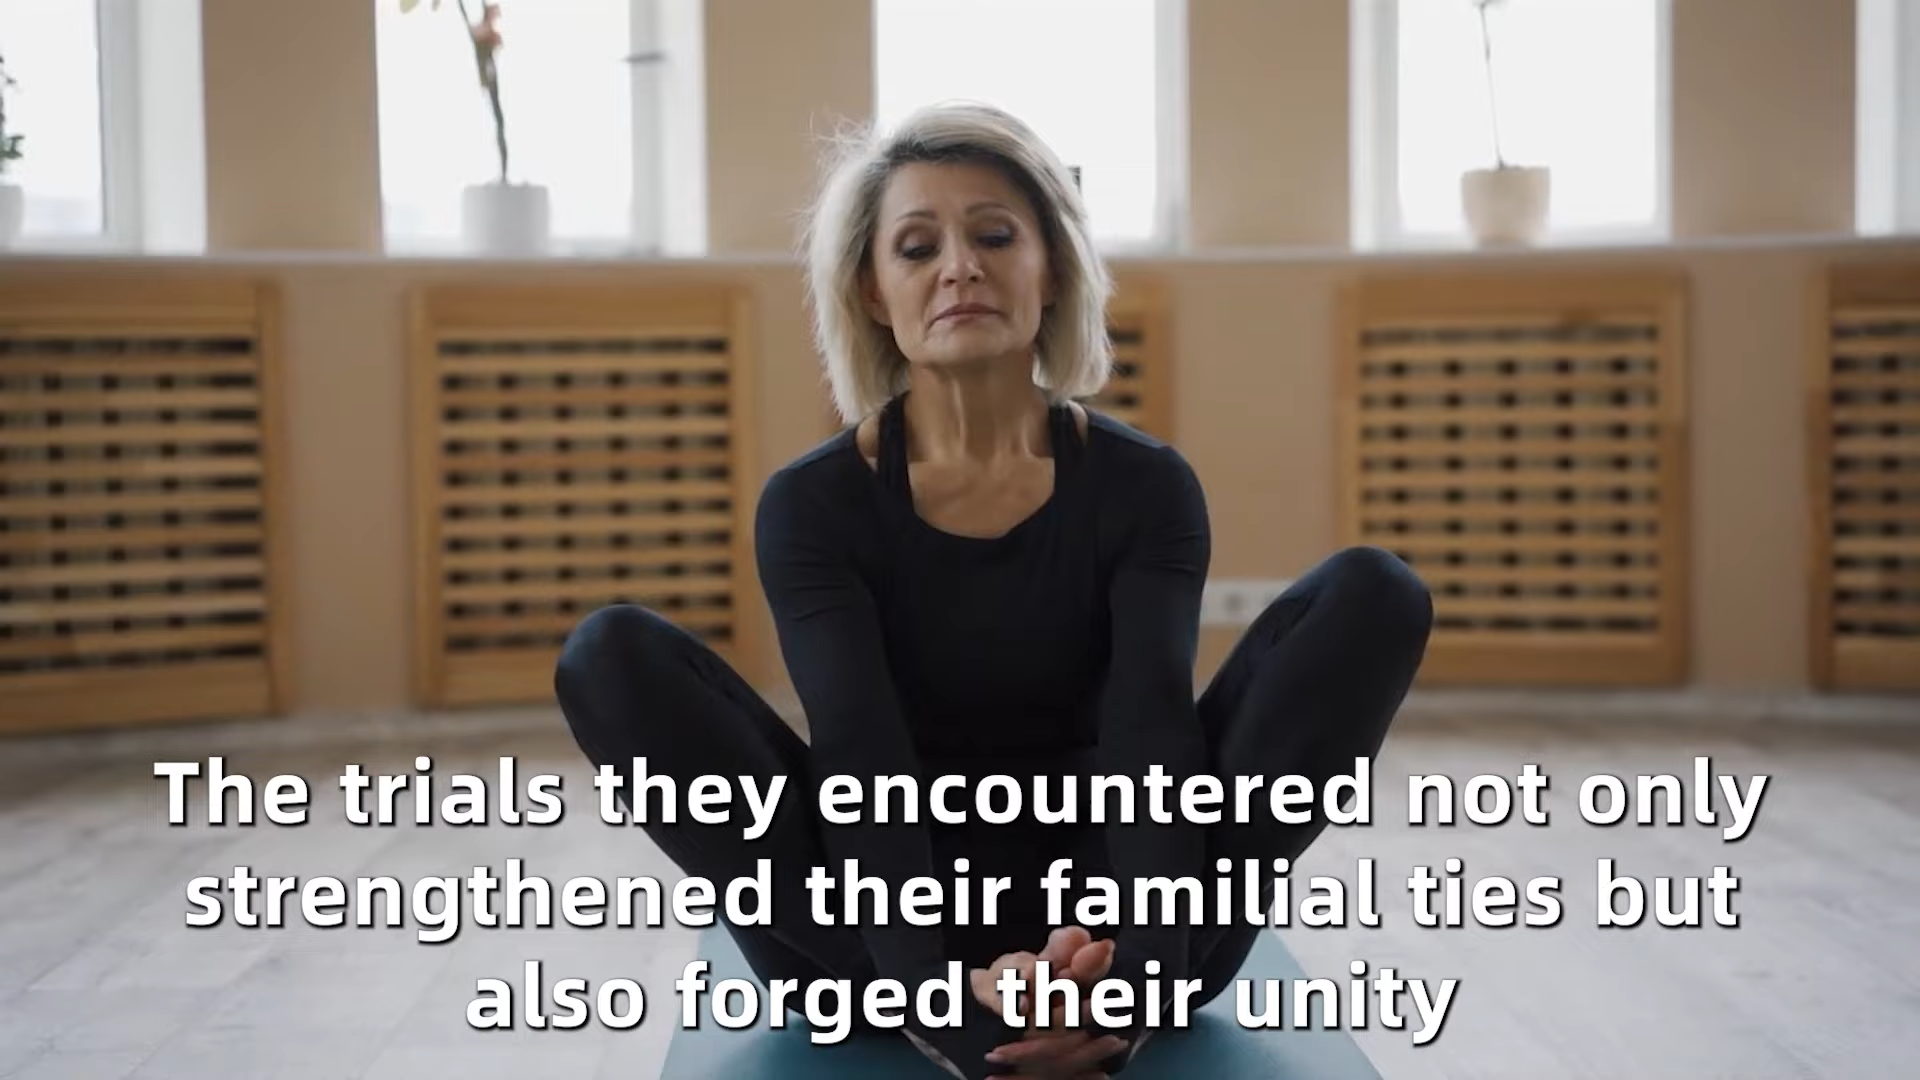 The trials they encountered not only
strengthened their familial ties but
also forged their unity